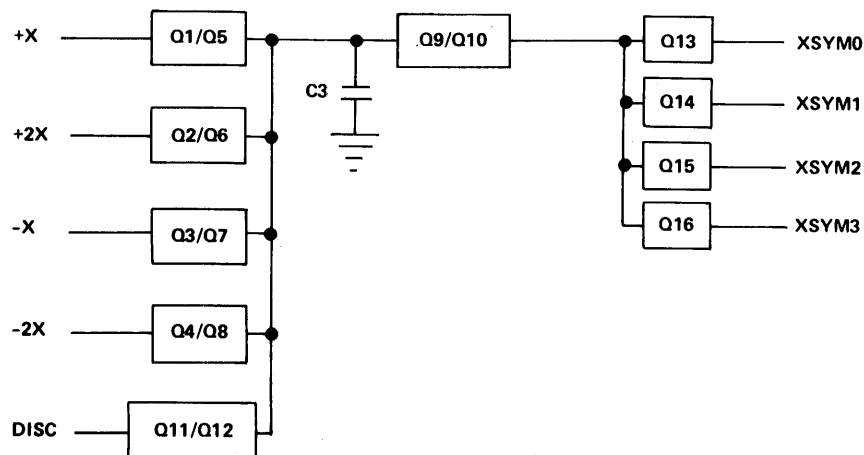 +X
Q1/Q5
Q9/Q10
Q13
XSYM0
C3
Q14
XSYM1
+2X
Q2/Q6
Q15
XSYM2
-X
Q3/Q7
Q16
XSYM3
-2X
Q4/Q8
DISC
Q11/Q12